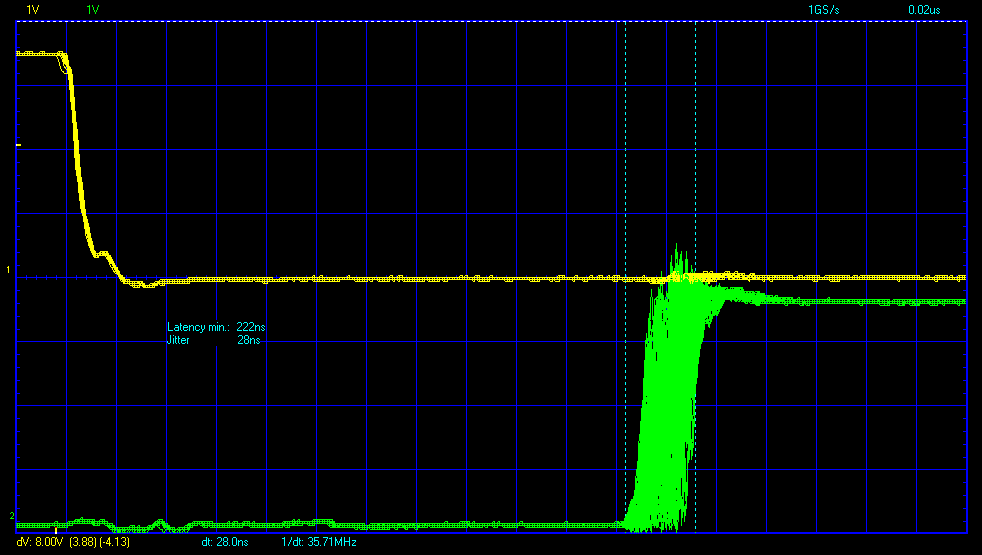 1V 1V 1GS/s 0.02us
1
Latency min.: 222ns
Jitter 28ns
2
dV: 8.00V (3.88) (-4.13) dt: 28.0ns 1/dt: 35.71MHz